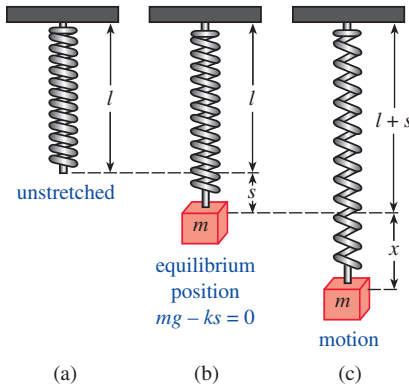 l
unstretched
(a)
l
s
m
equilibrium
position
mg – ks = 0
(b)
l + s
x
m
motion
(c)